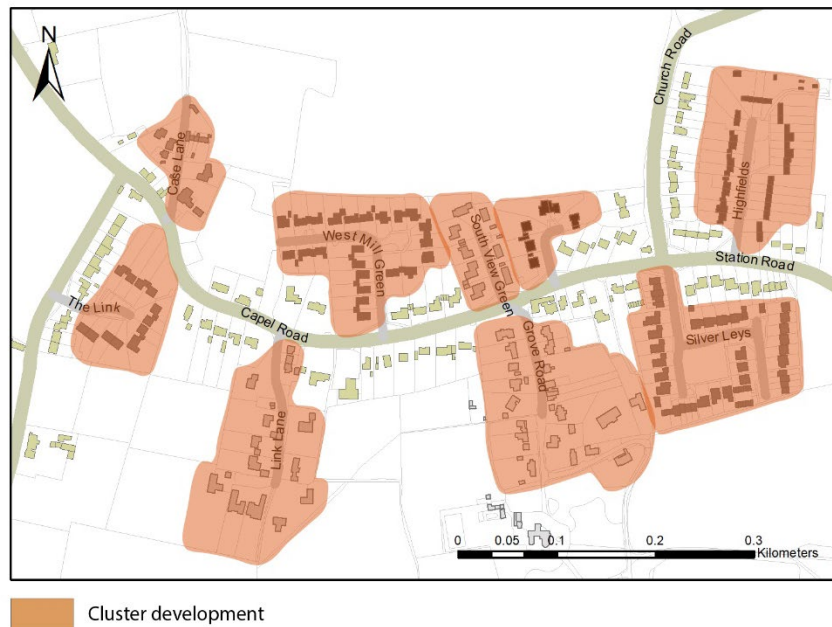 N
Church Road
Case Lane
Highfields
West Mill Green
South View Green
Station Road
The Link
Capel Road
Grove Road
Silver Leys
Link Lane
0 0.05 0.1 0.2 0.3
Kilometers
Cluster development